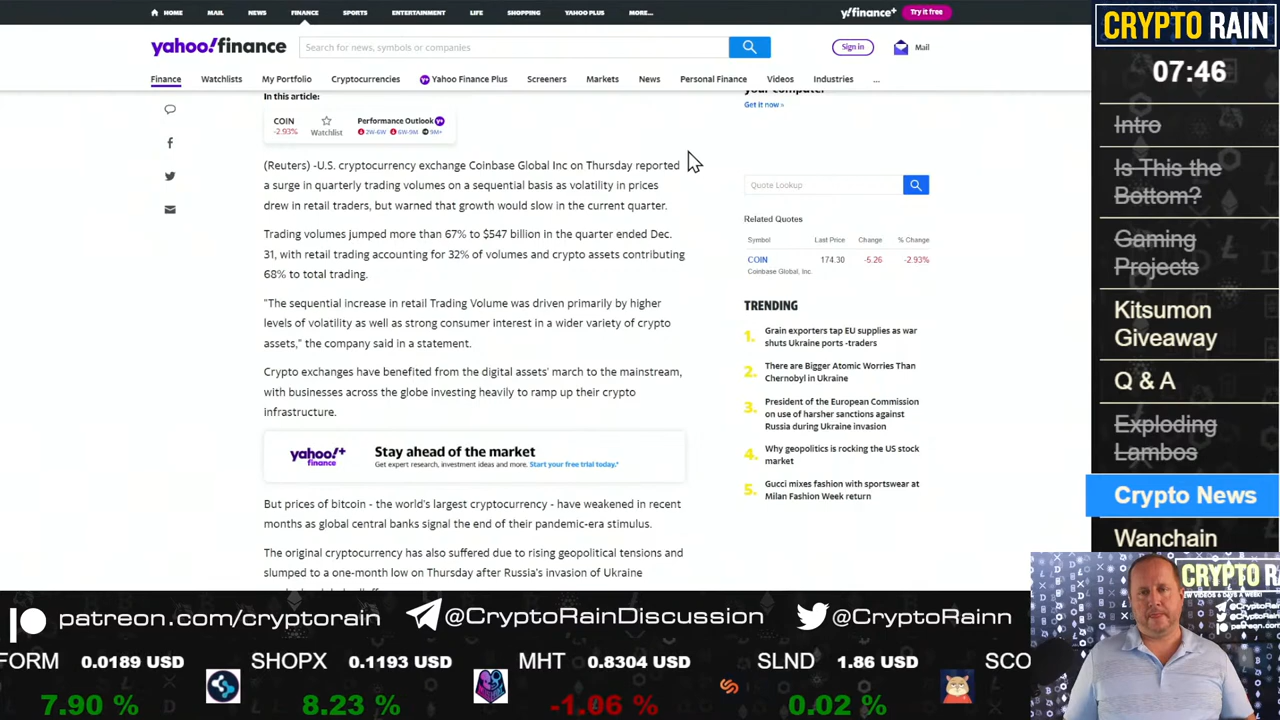 HOME
MAIL
NEWS
FINANCE
SPORTS
ENTERTAINMENT
LIFE
SHOPPING
YAHOO PLUS
MORE...
y!finance+
Try it free
yahoo!finance
Search for news, symbols or companies
Sign in
Mail
Finance
Watchlists
My Portfolio
Cryptocurrencies
Yahoo Finance Plus
Screeners
Markets
News
Personal Finance
Videos
Industries
...
In this article:
COIN
-2.93%
Watchlist
Performance Outlook
2W-6W
6W-9M
9M+
(Reuters) -U.S. cryptocurrency exchange Coinbase Global Inc on Thursday reported
a surge in quarterly trading volumes on a sequential basis as volatility in prices
drew in retail traders, but warned that growth would slow in the current quarter.
Trading volumes jumped more than 67% to $547 billion in the quarter ended Dec.
31, with retail trading accounting for 32% of volumes and crypto assets contributing
68% to total trading.
"The sequential increase in retail Trading Volume was driven primarily by higher
levels of volatility as well as strong consumer interest in a wider variety of crypto
assets," the company said in a statement.
Crypto exchanges have benefited from the digital assets' march to the mainstream,
with businesses across the globe investing heavily to ramp up their crypto
infrastructure.
yahoo!+
finance
Stay ahead of the market
Get expert research, investment ideas and more. Start your free trial today.*
But prices of bitcoin - the world's largest cryptocurrency - have weakened in recent
months as global central banks signal the end of their pandemic-era stimulus.
The original cryptocurrency has also suffered due to rising geopolitical tensions and
slumped to a one-month low on Thursday after Russia's invasion of Ukraine
your computer
Get it now »
Quote Lookup
Related Quotes
Symbol Last Price Change % Change
COIN 174.30 -5.26 -2.93%
Coinbase Global, Inc.
TRENDING
1. Grain exporters tap EU supplies as war
shuts Ukraine ports -traders
2. There are Bigger Atomic Worries Than
Chernobyl in Ukraine
3. President of the European Commission
on use of harsher sanctions against
Russia during Ukraine invasion
4. Why geopolitics is rocking the US stock
market
5. Gucci mixes fashion with sportswear at
Milan Fashion Week return
CRYPTO RAIN
07:46
Intro
Is This the
Bottom?
Gaming
Projects
Kitsumon
Giveaway
Q & A
Exploding
Lambos
Crypto News
Wanchain
CRYPTO RAIN
patreon.com/cryptorain
@CryptoRainDiscussion
@CryptoRainn
FORM 0.0189 USD
7.90 %
SHOPX 0.1193 USD
8.23 %
MHT 0.8304 USD
-1.06 %
SLND 1.86 USD
0.02 %
SCO